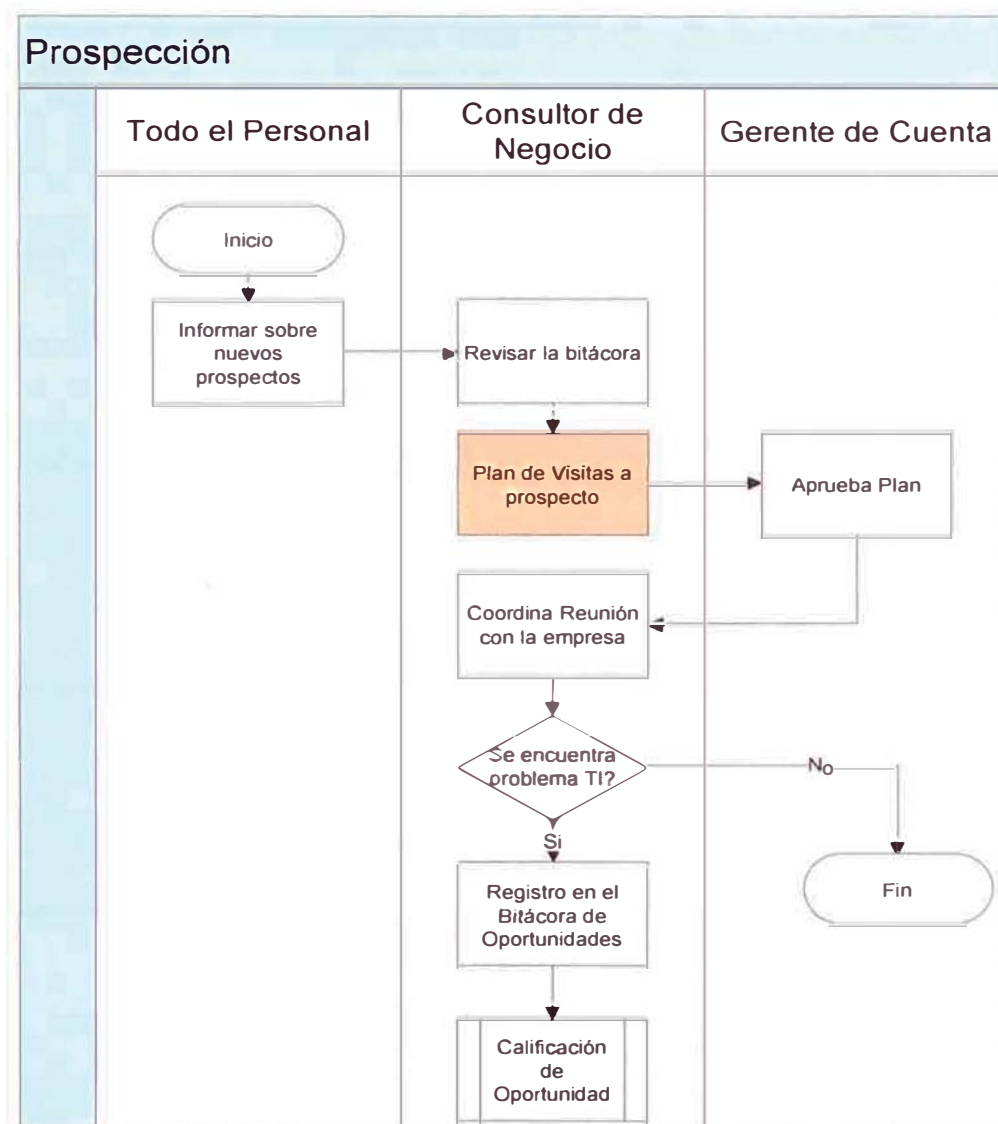 Prospección
Todo el Personal
Consultor de
Negocio
Gerente de Cuenta
Inicio
Informar sobre
nuevos
prospectos
Revisar la bitácora
Plan de Visitas a
prospecto
Aprueba Plan
Coordina Reunión
con la empresa
Se encuentra
problema TI?
No
Si
Registro en el
Bitácora de
Oportunidades
Fin
Calificación
de
Oportunidad